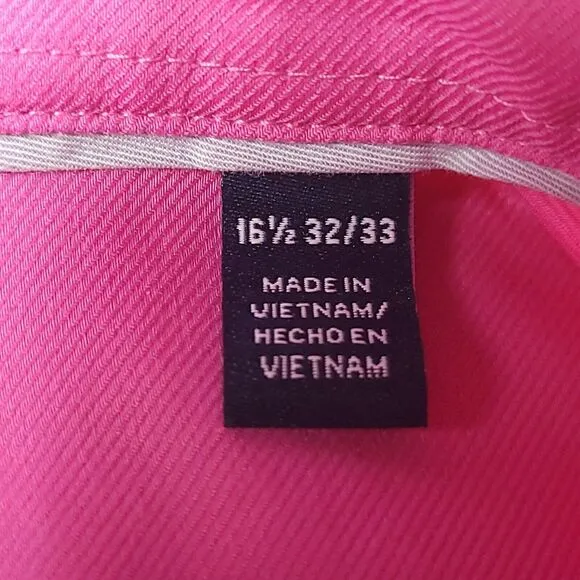 16½ 32/33
MADE IN
VIETNAM/
HECHO EN
VIETNAM